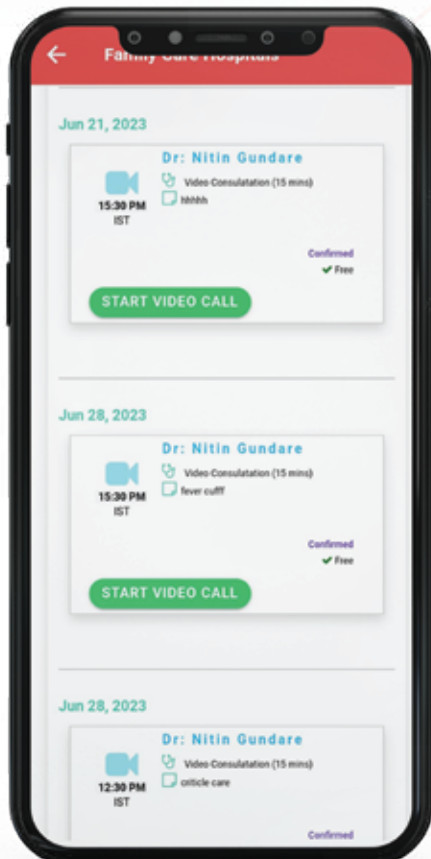 Family Care Hospitals
Jun 21, 2023
Dr: Nitin Gundare
Video Consulatation (15 mins)
15:30 PM
hhhhh
IST
Confirmed
Free
START VIDEO CALL
Jun 28, 2023
Dr: Nitin Gundare
Video Consulatation (15 mins)
15:30 PM
fever cufff
IST
Confirmed
Free
START VIDEO CALL
Jun 28, 2023
Dr: Nitin Gundare
Video Consulatation (15 mins)
12:30 PM
criticle care
IST
Confirmed